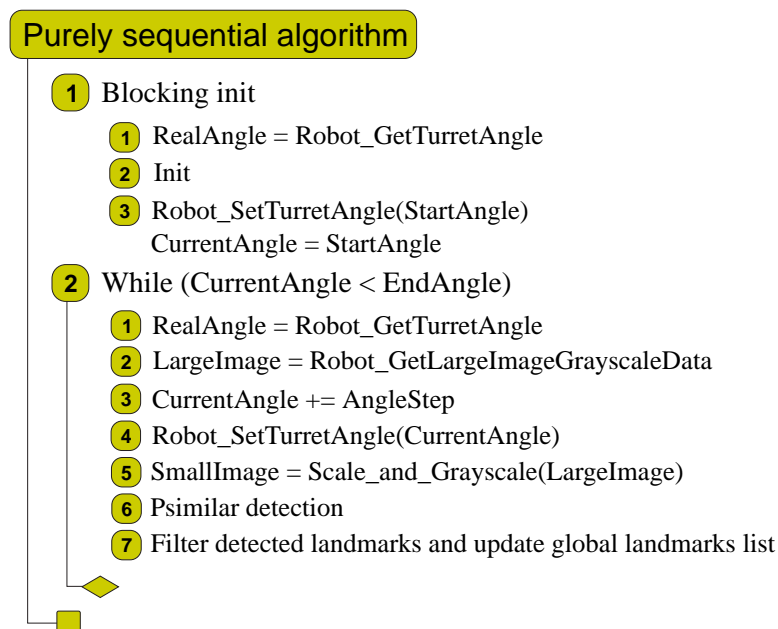 Purely sequential algorithm
1 Blocking init
1 RealAngle = Robot_GetTurretAngle
2 Init
3 Robot_SetTurretAngle(StartAngle)
CurrentAngle = StartAngle
2 While (CurrentAngle < EndAngle)
1 RealAngle = Robot_GetTurretAngle
2 LargeImage = Robot_GetLargeImageGrayscaleData
3 CurrentAngle += AngleStep
4 Robot_SetTurretAngle(CurrentAngle)
5 SmallImage = Scale_and_Grayscale(LargeImage)
6 Psimilar detection
7 Filter detected landmarks and update global landmarks list